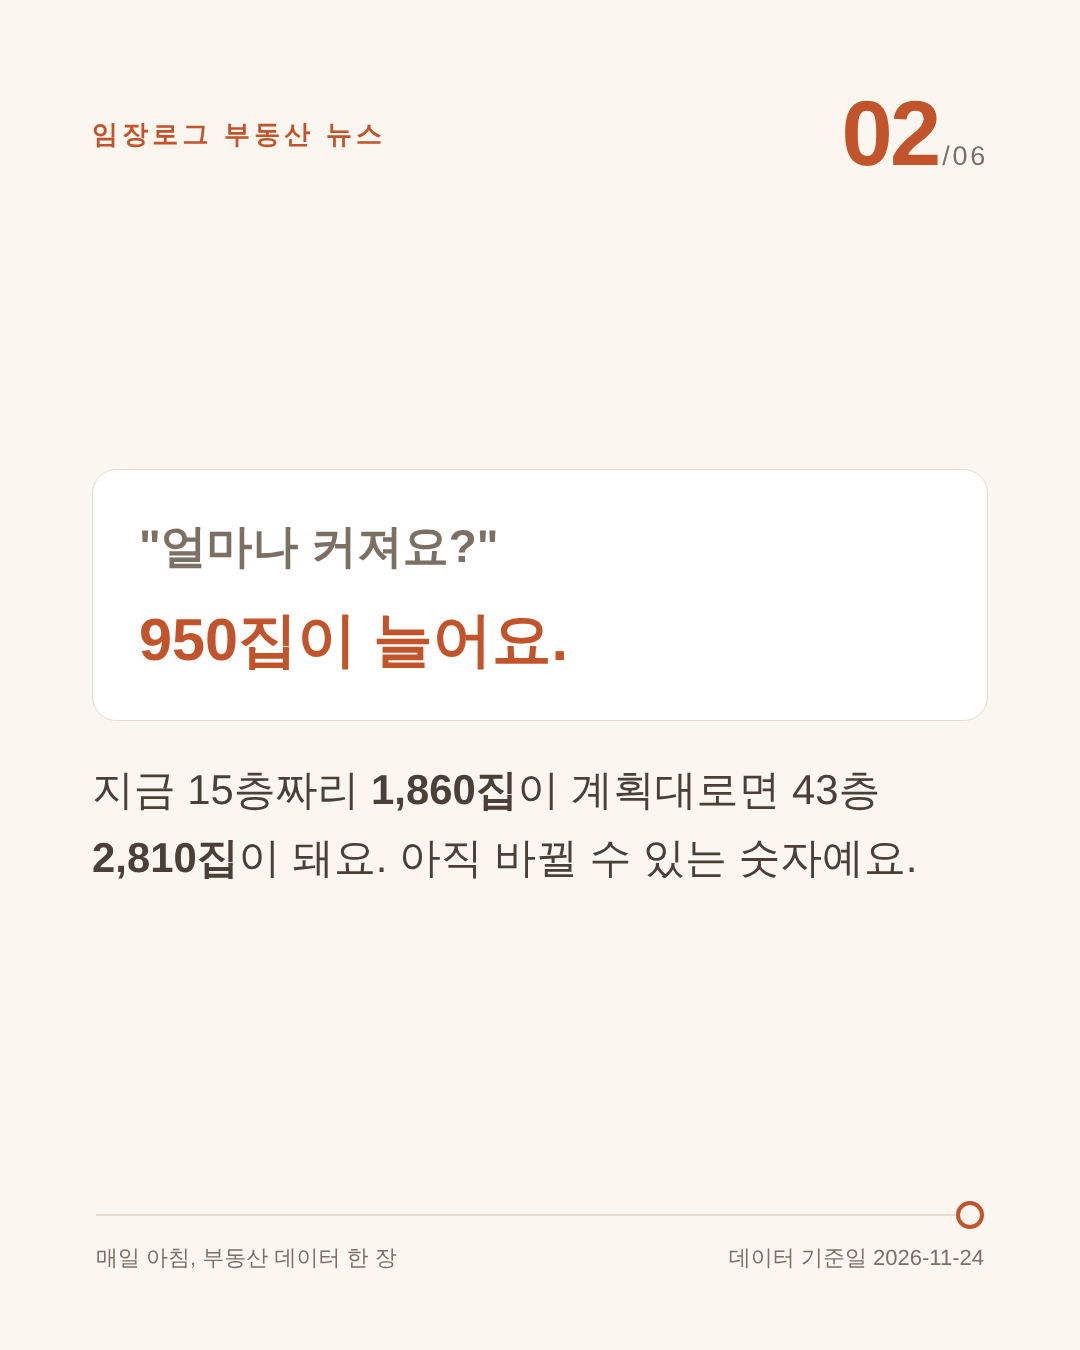 임장로그 부동산 뉴스
02/06
"얼마나 커져요?"
950집이 늘어요.
지금 15층짜리 1,860집이 계획대로면 43층
2,810집이 돼요. 아직 바뀔 수 있는 숫자예요.
매일 아침, 부동산 데이터 한 장
데이터 기준일 2026-11-24